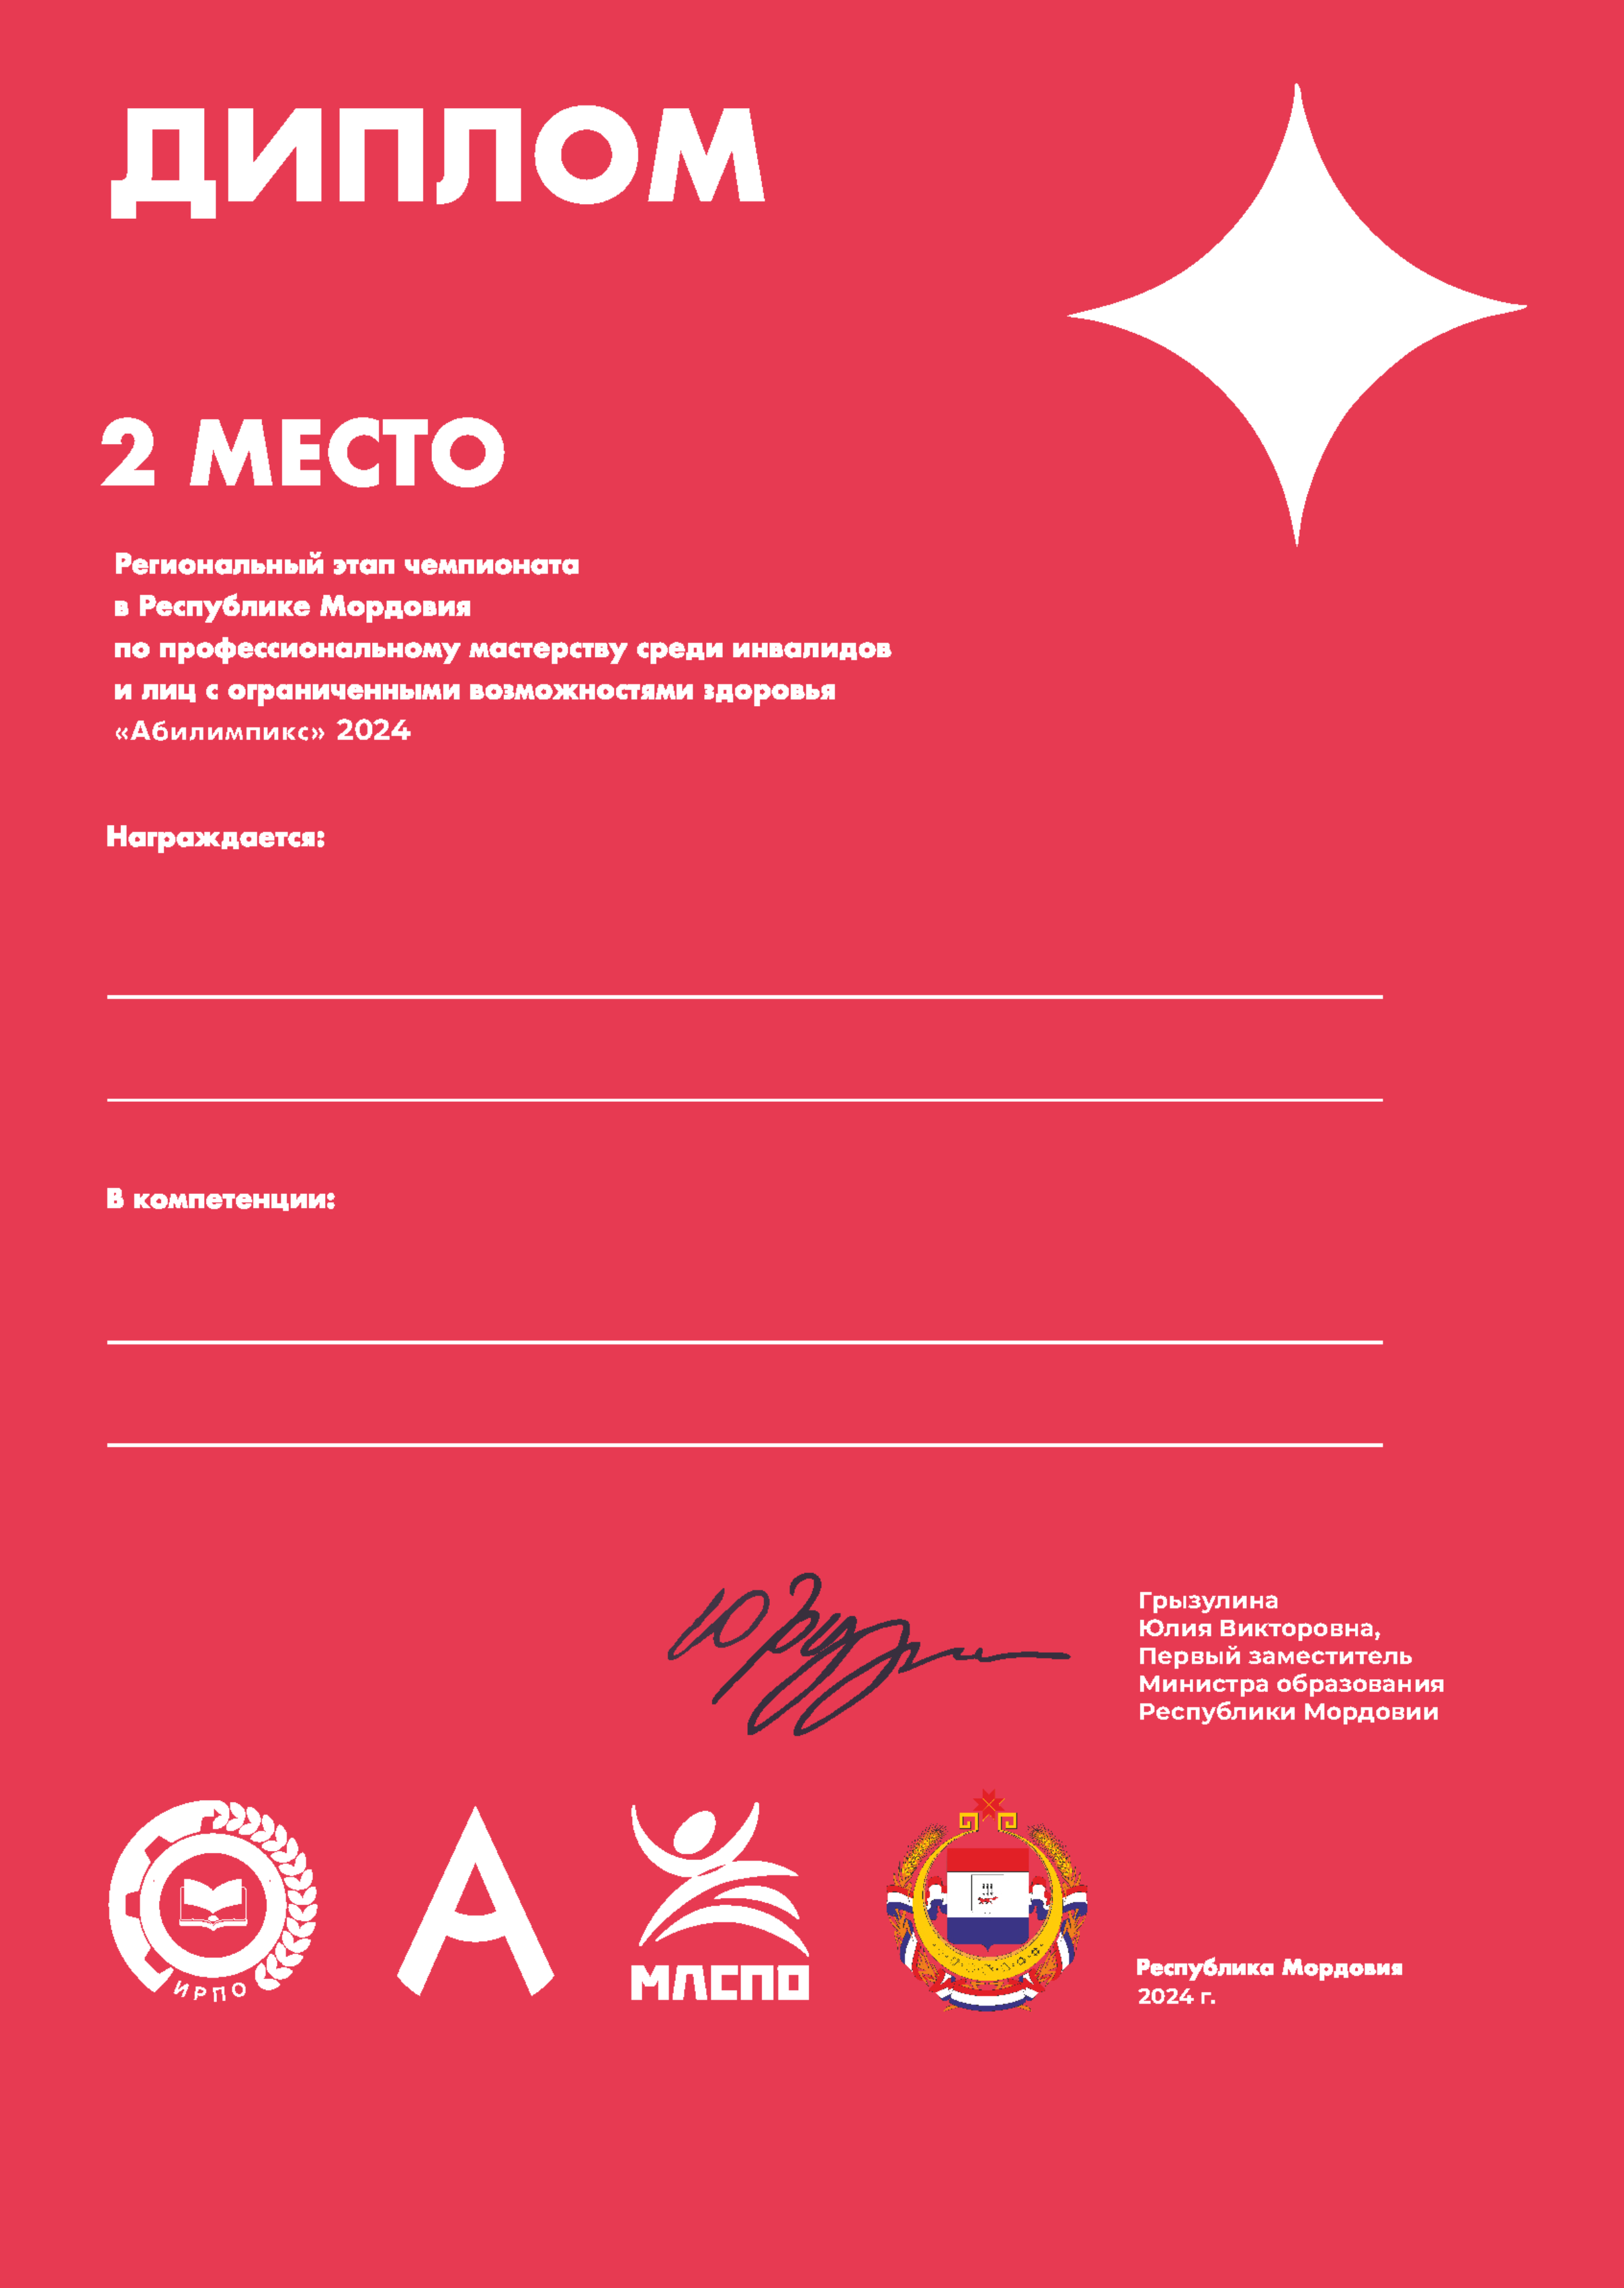 ДИПЛОМ
2 МЕСТО
Региональный этап чемпионата
в Республике Мордовия
по профессиональному мастерству среди инвалидов
и лиц с ограниченными возможностями здоровья
«Абилимпикс» 2024
Награждается:
В компетенции:
Грызулина
Юлия Викторовна,
Первый заместитель
Министра образования
Республики Мордовии
ИРПО
МЛСПО
Республика Мордовия
2024 г.